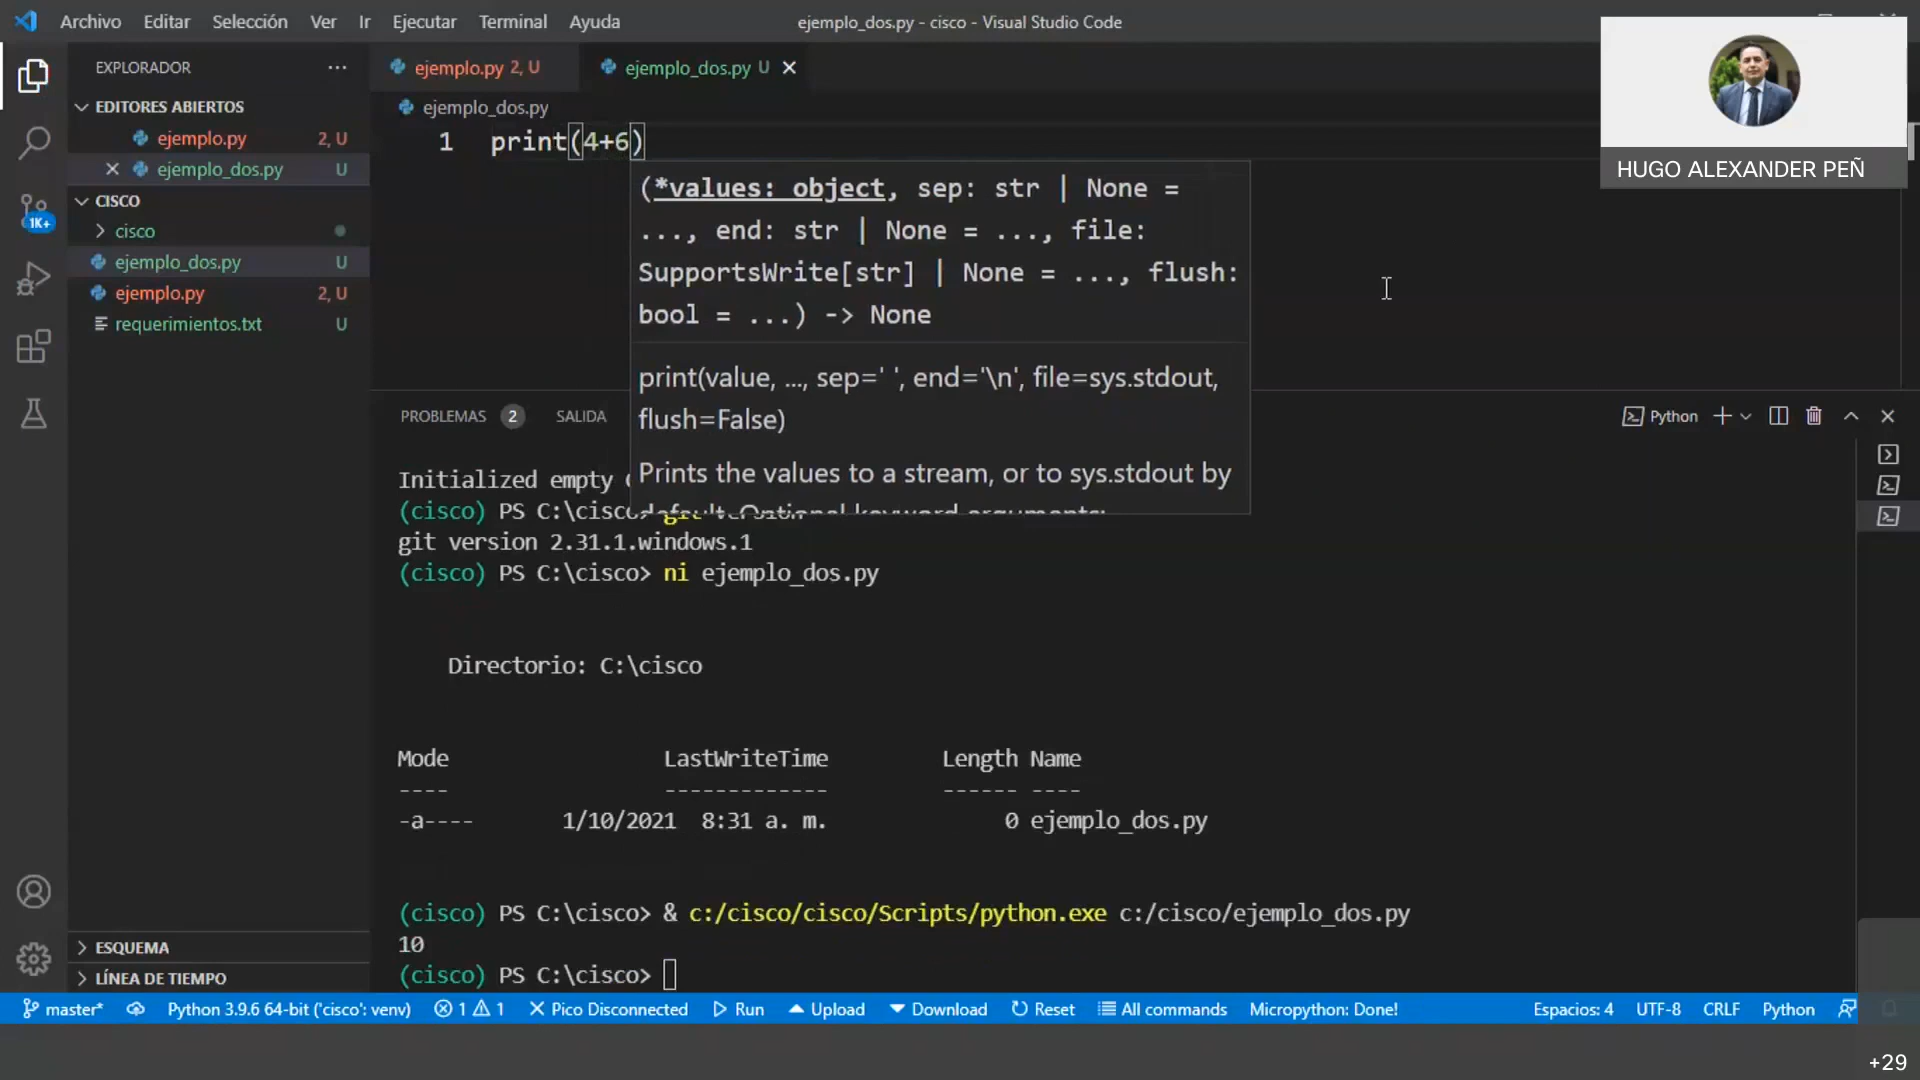 Archivo Editar Selección Ver Ir Ejecutar Terminal Ayuda
ejemplo_dos.py - cisco - Visual Studio Code
EXPLORADOR
EDITORES ABIERTOS
ejemplo.py 2, U
ejemplo_dos.py U
CISCO
cisco
ejemplo_dos.py U
ejemplo.py 2, U
requerimientos.txt U
1K+
ESQUEMA
LÍNEA DE TIEMPO
ejemplo.py 2, U
ejemplo_dos.py U
ejemplo_dos.py
1 print(4+6)
(*values: object, sep: str | None =
..., end: str | None = ..., file:
SupportsWrite[str] | None = ..., flush:
bool = ...) -> None
print(value, ..., sep=' ', end='\n', file=sys.stdout,
flush=False)
Prints the values to a stream, or to sys.stdout by
default. Optional keyword arguments:
HUGO ALEXANDER PEÑ
PROBLEMAS 2 SALIDA
Python
Initialized empty
(cisco) PS C:\cisco>
git version 2.31.1.windows.1
(cisco) PS C:\cisco> ni ejemplo_dos.py
Directorio: C:\cisco
Mode LastWriteTime Length Name
---- ------------- ------ ----
-a---- 1/10/2021 8:31 a. m. 0 ejemplo_dos.py
(cisco) PS C:\cisco> & c:/cisco/cisco/Scripts/python.exe c:/cisco/ejemplo_dos.py
10
(cisco) PS C:\cisco>
master* Python 3.9.6 64-bit ('cisco': venv) 1 1 Pico Disconnected Run Upload Download Reset All commands Micropython: Done! Espacios: 4 UTF-8 CRLF Python
+29